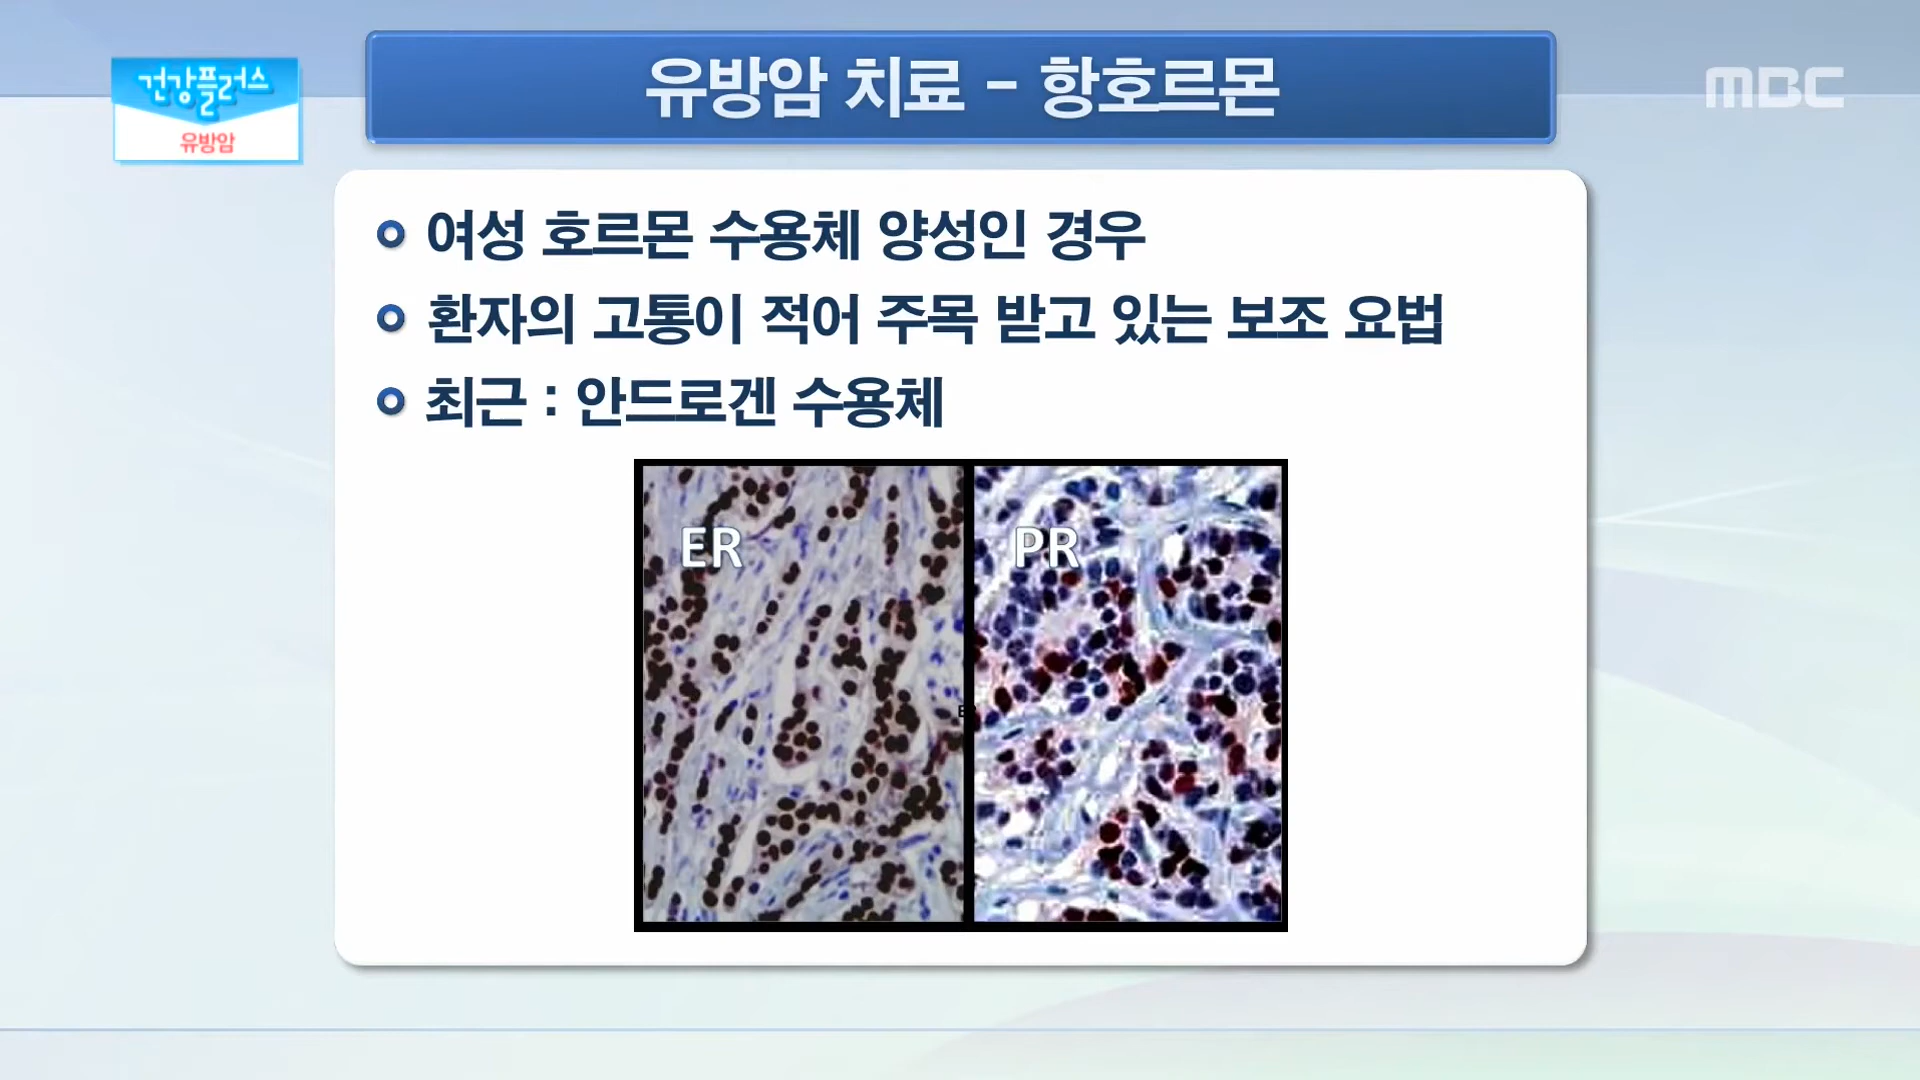 건강플러스
유방암
유방암 치료 - 항호르몬
MBC
여성 호르몬 수용체 양성인 경우
환자의 고통이 적어 주목 받고 있는 보조 요법
최근 : 안드로겐 수용체
ER
PR